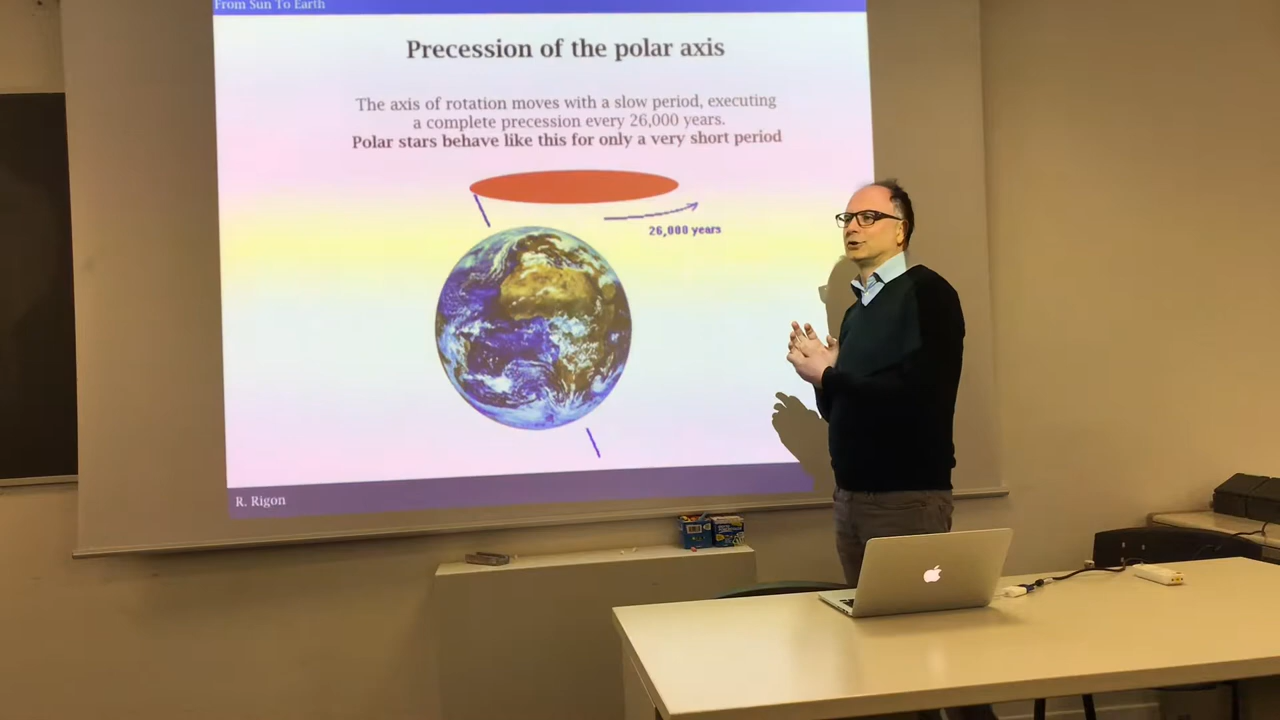 From Sun To Earth
Precession of the polar axis
The axis of rotation moves with a slow period, executing
a complete precession every 26,000 years.
Polar stars behave like this for only a very short period
26,000 years
R. Rigon